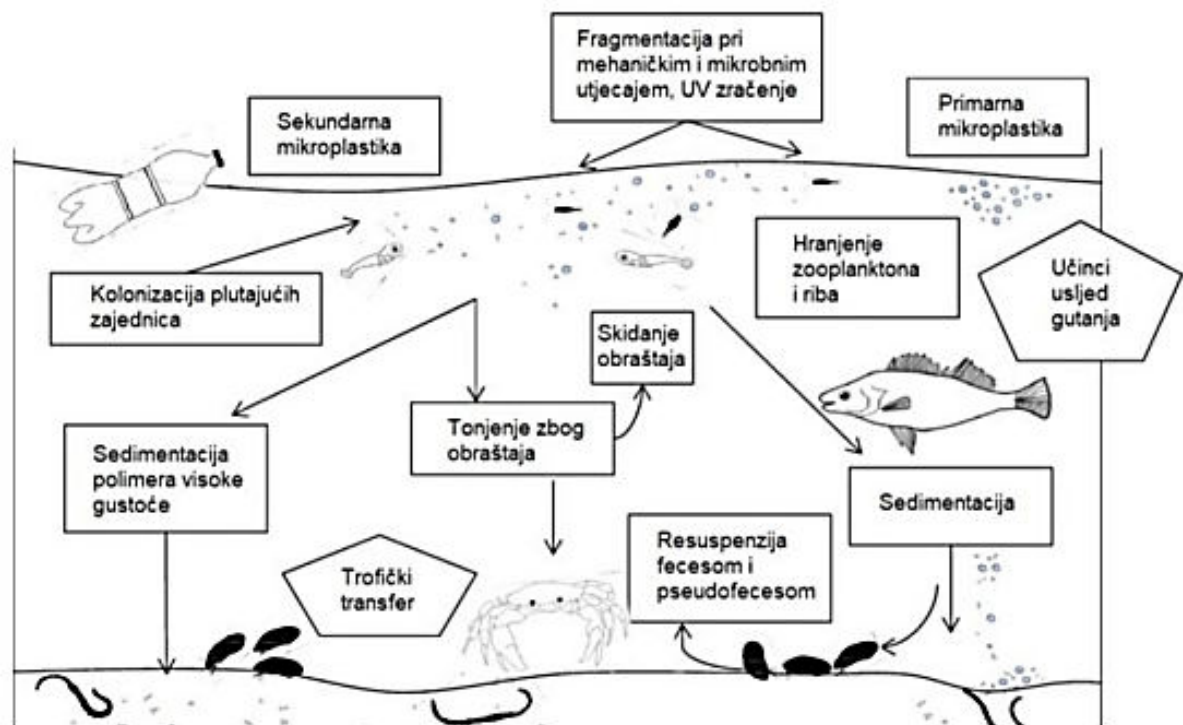 Fragmentacija pri
mehaničkim i mikrobnim
utjecajem, UV zračenje
Sekundarna
mikroplastika
Primarna
mikroplastika
Kolonizacija plutajućih
zajednica
Hranjenje
zooplanktona
i riba
Učinci
usljed
gutanja
Skidanje
obraštaja
Tonjenje zbog
obraštaja
Sedimentacija
polimera visoke
gustoće
Sedimentacija
Resuspenzija
fecesom i
pseudofecesom
Trofički
transfer